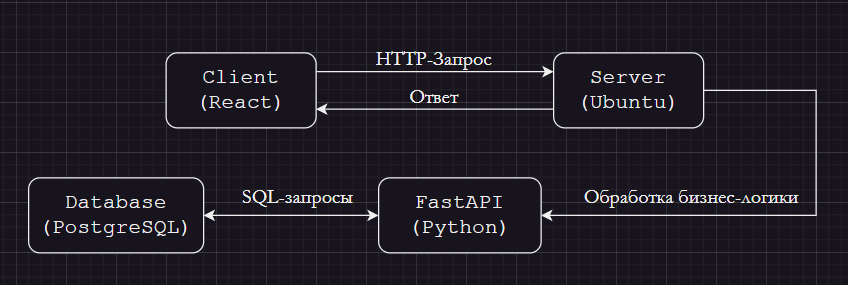 HTTP-Запрос
Client
(React)
Ответ
Server
(Ubuntu)
Database
(PostgreSQL)
SQL-запросы
FastAPI
(Python)
Обработка бизнес-логики